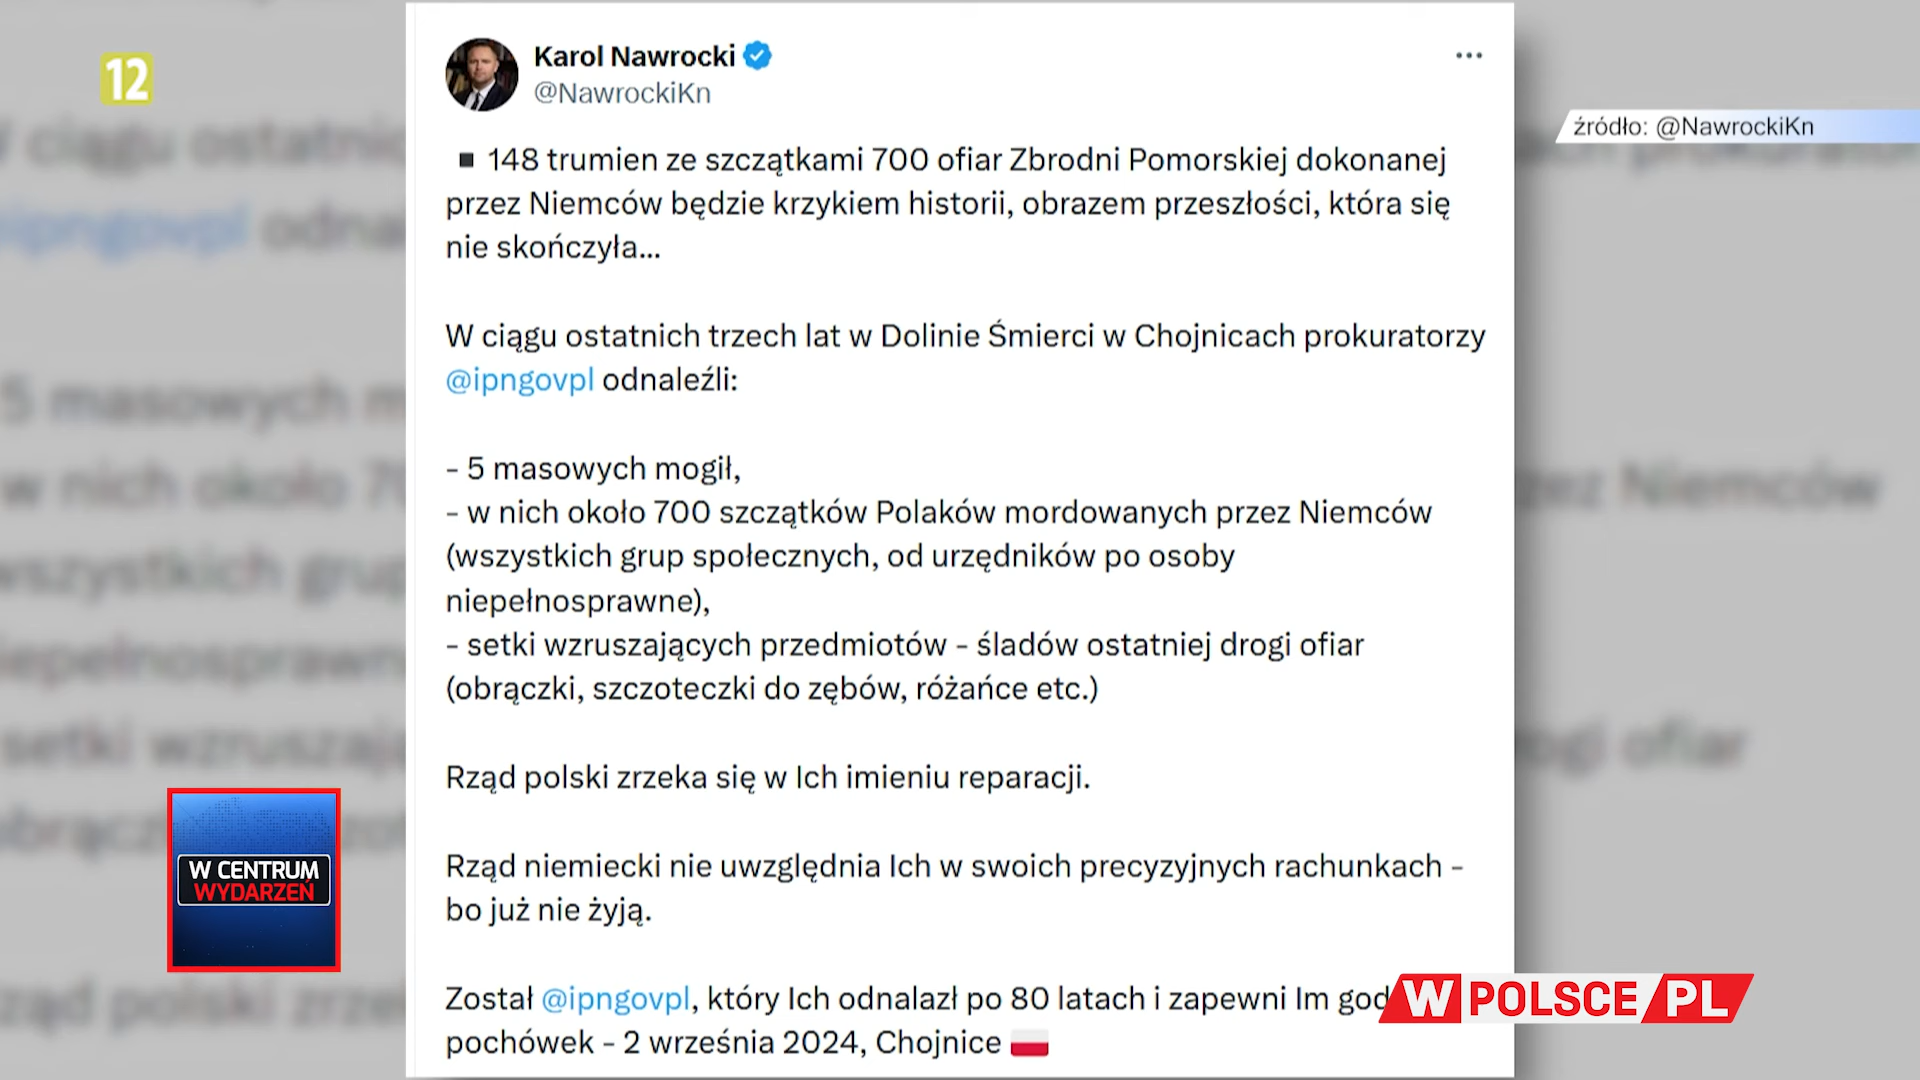 12
Karol Nawrocki
@NawrockiKn
źródło: @NawrockiKn
▪ 148 trumien ze szczątkami 700 ofiar Zbrodni Pomorskiej dokonanej
przez Niemców będzie krzykiem historii, obrazem przeszłości, która się
nie skończyła...
W ciągu ostatnich trzech lat w Dolinie Śmierci w Chojnicach prokuratorzy
@ipngovpl odnaleźli:
- 5 masowych mogił,
- w nich około 700 szczątków Polaków mordowanych przez Niemców
(wszystkich grup społecznych, od urzędników po osoby
niepełnosprawne),
- setki wzruszających przedmiotów - śladów ostatniej drogi ofiar
(obrączki, szczoteczki do zębów, różańce etc.)
Rząd polski zrzeka się w Ich imieniu reparacji.
Rząd niemiecki nie uwzględnia Ich w swoich precyzyjnych rachunkach -
bo już nie żyją.
Został @ipngovpl, który Ich odnalazł po 80 latach i zapewni Im god
pochówek - 2 września 2024, Chojnice
W CENTRUM
WYDARZEŃ
W POLSCE PL